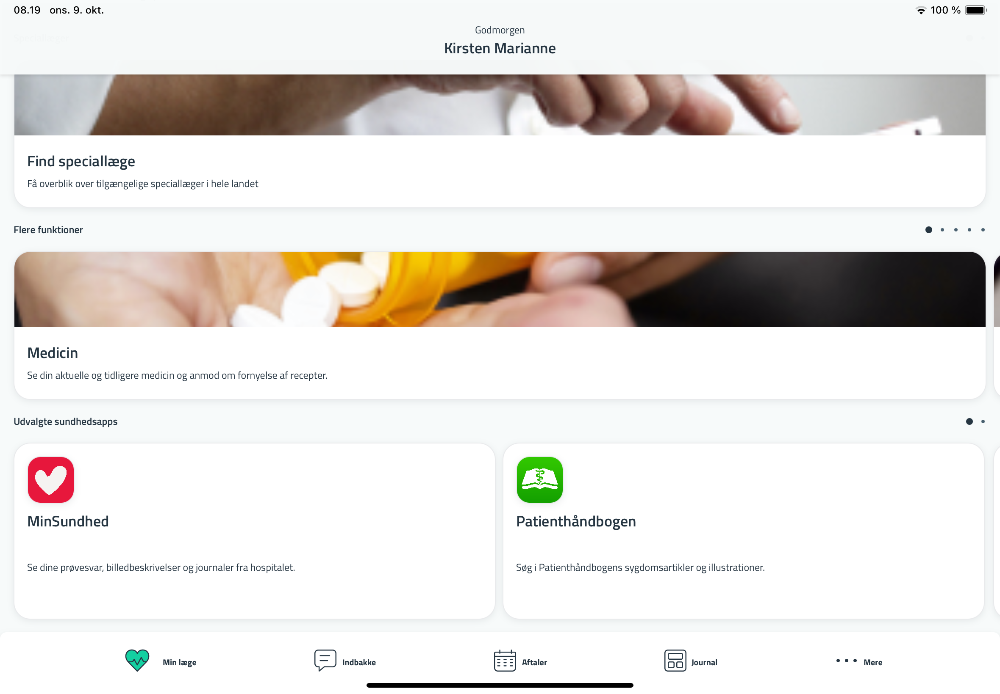 08.19 ons. 9. okt.
100 %
Godmorgen
Speciallæger
Kirsten Marianne
Find speciallæge
Få overblik over tilgængelige speciallæger i hele landet
Flere funktioner
Medicin
Se din aktuelle og tidligere medicin og anmod om fornyelse af recepter.
Udvalgte sundhedsapps
MinSundhed
Se dine prøvesvar, billedbeskrivelser og journaler fra hospitalet.
Patienthåndbogen
Søg i Patienthåndbogens sygdomsartikler og illustrationer.
Min læge
Indbakke
Aftaler
Journal
Mere